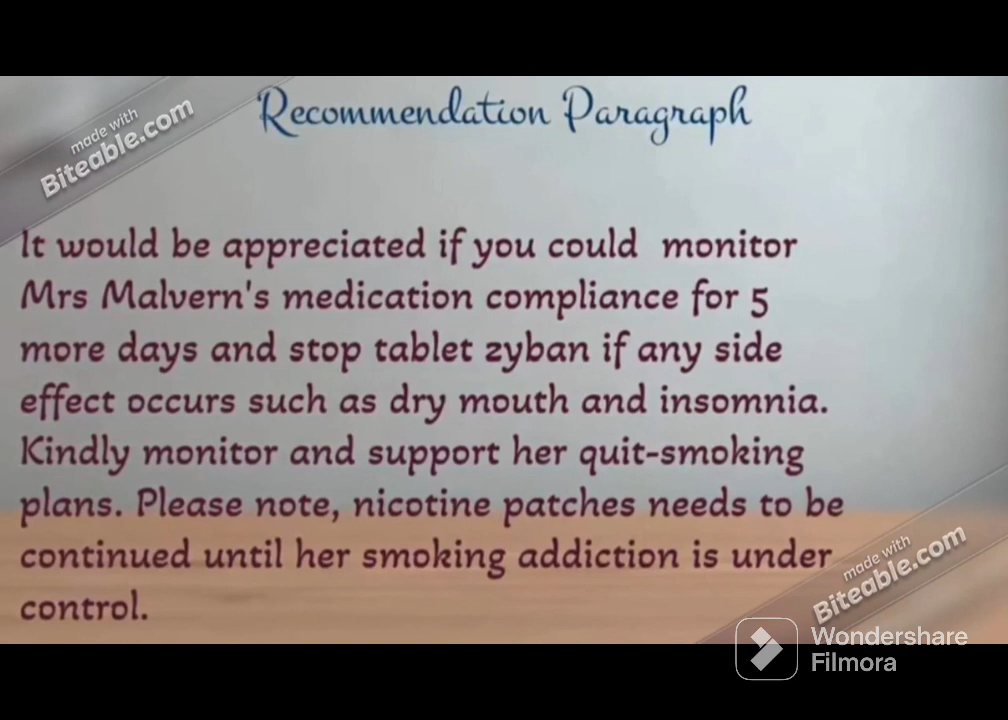 Recommendation Paragraph
made with
Biteable.com
It would be appreciated if you could monitor
Mrs Malvern's medication compliance for 5
more days and stop tablet zyban if any side
effect occurs such as dry mouth and insomnia.
Kindly monitor and support her quit-smoking
plans. Please note, nicotine patches needs to be
continued until her smoking addiction is under
control.
made with
Biteable.com
Wondershare
Filmora